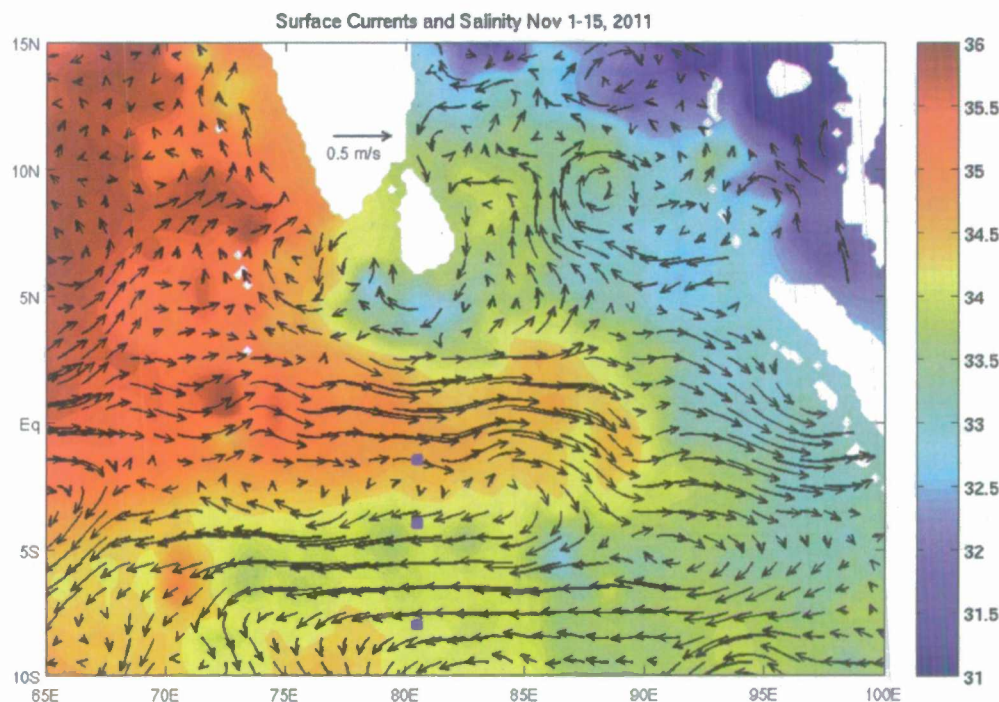 Surface Currents and Salinity Nov 1-15, 2011
15N
10N
5N
Eq
5S
10S
65E
70E
75E
80E
85E
90E
95E
100E
0.5 m/s
36
35.5
35
34.5
34
33.5
33
32.5
32
31.5
31